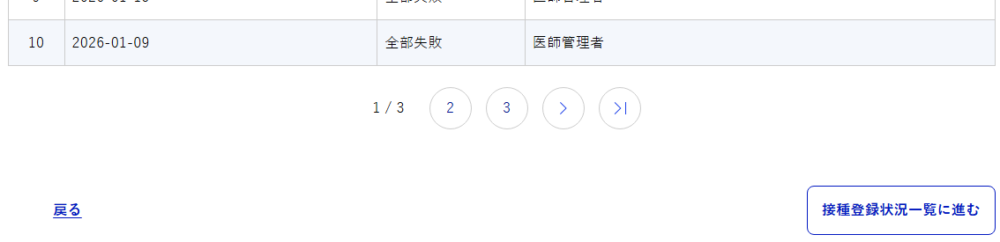 10 2026-01-09 全部失敗 医師管理者
1 / 3 2 3
戻る 接種登録状況一覧に進む